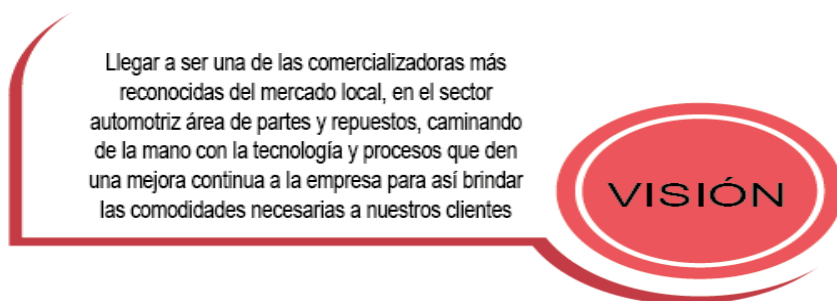 Llegar a ser una de las comercializadoras más
reconocidas del mercado local, en el sector
automotriz área de partes y repuestos, caminando
de la mano con la tecnología y procesos que den
una mejora continua a la empresa para así brindar
las comodidades necesarias a nuestros clientes
VISIÓN